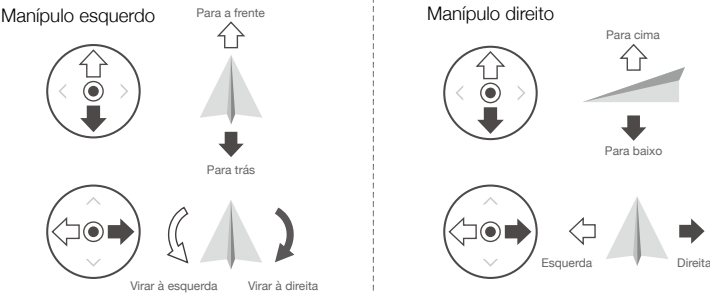 Manípulo esquerdo
Para a frente
Para trás
Virar à esquerda
Virar à direita
Manípulo direito
Para cima
Para baixo
Esquerda
Direita